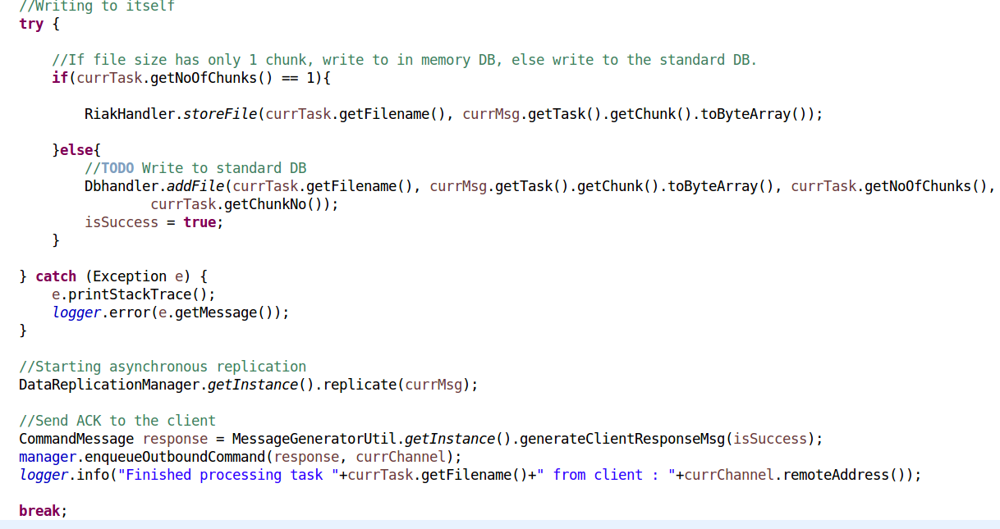 //Writing to itself
try {
//If file size has only 1 chunk, write to in memory DB, else write to the standard DB.
if(currTask.getNoOfChunks() == 1){
RiakHandler.storeFile(currTask.getFilename(), currMsg.getTask().getChunk().toByteArray());
}else{
//TODO Write to standard DB
Dbhandler.addFile(currTask.getFilename(), currMsg.getTask().getChunk().toByteArray(), currTask.getNoOfChunks(),
currTask.getChunkNo());
isSuccess = true;
}
} catch (Exception e) {
e.printStackTrace();
logger.error(e.getMessage());
}
//Starting asynchronous replication
DataReplicationManager.getInstance().replicate(currMsg);
//Send ACK to the client
CommandMessage response = MessageGeneratorUtil.getInstance().generateClientResponseMsg(isSuccess);
manager.enqueueOutboundCommand(response, currChannel);
logger.info("Finished processing task "+currTask.getFilename()+" from client : "+currChannel.remoteAddress());
break;